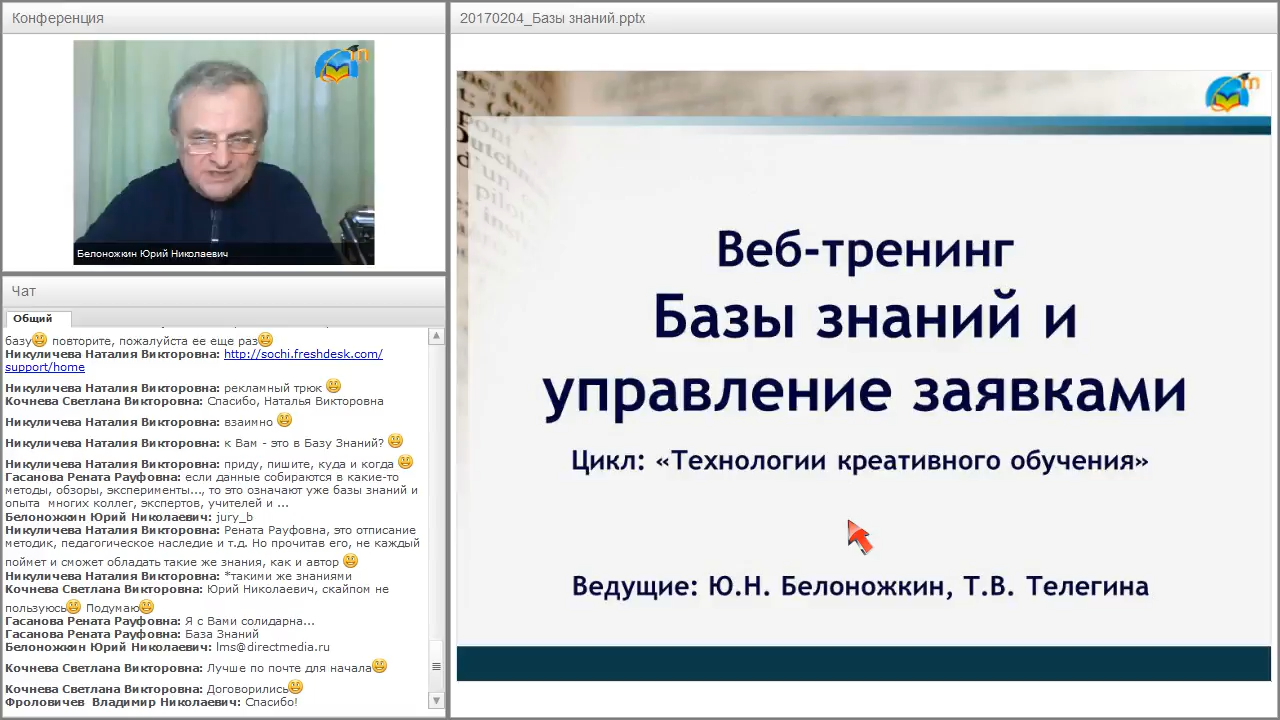 Конференция
20170204_Базы знаний.pptx
Белоножкин Юрий Николаевич
Чат
Общий
базу повторите, пожалуйста ее еще раз
Никуличева Наталия Викторовна: http://sochi.freshdesk.com/
support/home
Никуличева Наталия Викторовна: рекламный трюк
Кочнева Светлана Викторовна: Спасибо, Наталья Викторовна
Никуличева Наталия Викторовна: взаимно
Никуличева Наталия Викторовна: к Вам - это в Базу Знаний?
Никуличева Наталия Викторовна: приду, пишите, куда и когда
Гасанова Рената Рауфовна: если данные собираются в какие-то
методы, обзоры, эксперименты..., то это означают уже базы знаний и
опыта многих коллег, экспертов, учителей и ...
Белоножкин Юрий Николаевич: jury_b
Никуличева Наталия Викторовна: Рената Рауфовна, это отписание
методик, педагогическое наследие и т.д. Но прочитав его, не каждый
поймет и сможет обладать такие же знания, как и автор
Никуличева Наталия Викторовна: *такими же знаниями
Кочнева Светлана Викторовна: Юрий Николаевич, скайпом не
пользуюсь Подумаю
Гасанова Рената Рауфовна: Я с Вами солидарна...
Гасанова Рената Рауфовна: База Знаний
Белоножкин Юрий Николаевич: lms@directmedia.ru
Кочнева Светлана Викторовна: Лучше по почте для начала
Кочнева Светлана Викторовна: Договорились
Фроловичев Владимир Николаевич: Спасибо!
Dutchn
d'un
pilo
Веб-тренинг
Базы знаний и
управление заявками
Цикл: «Технологии креативного обучения»
Ведущие: Ю.Н. Белоножкин, Т.В. Телегина